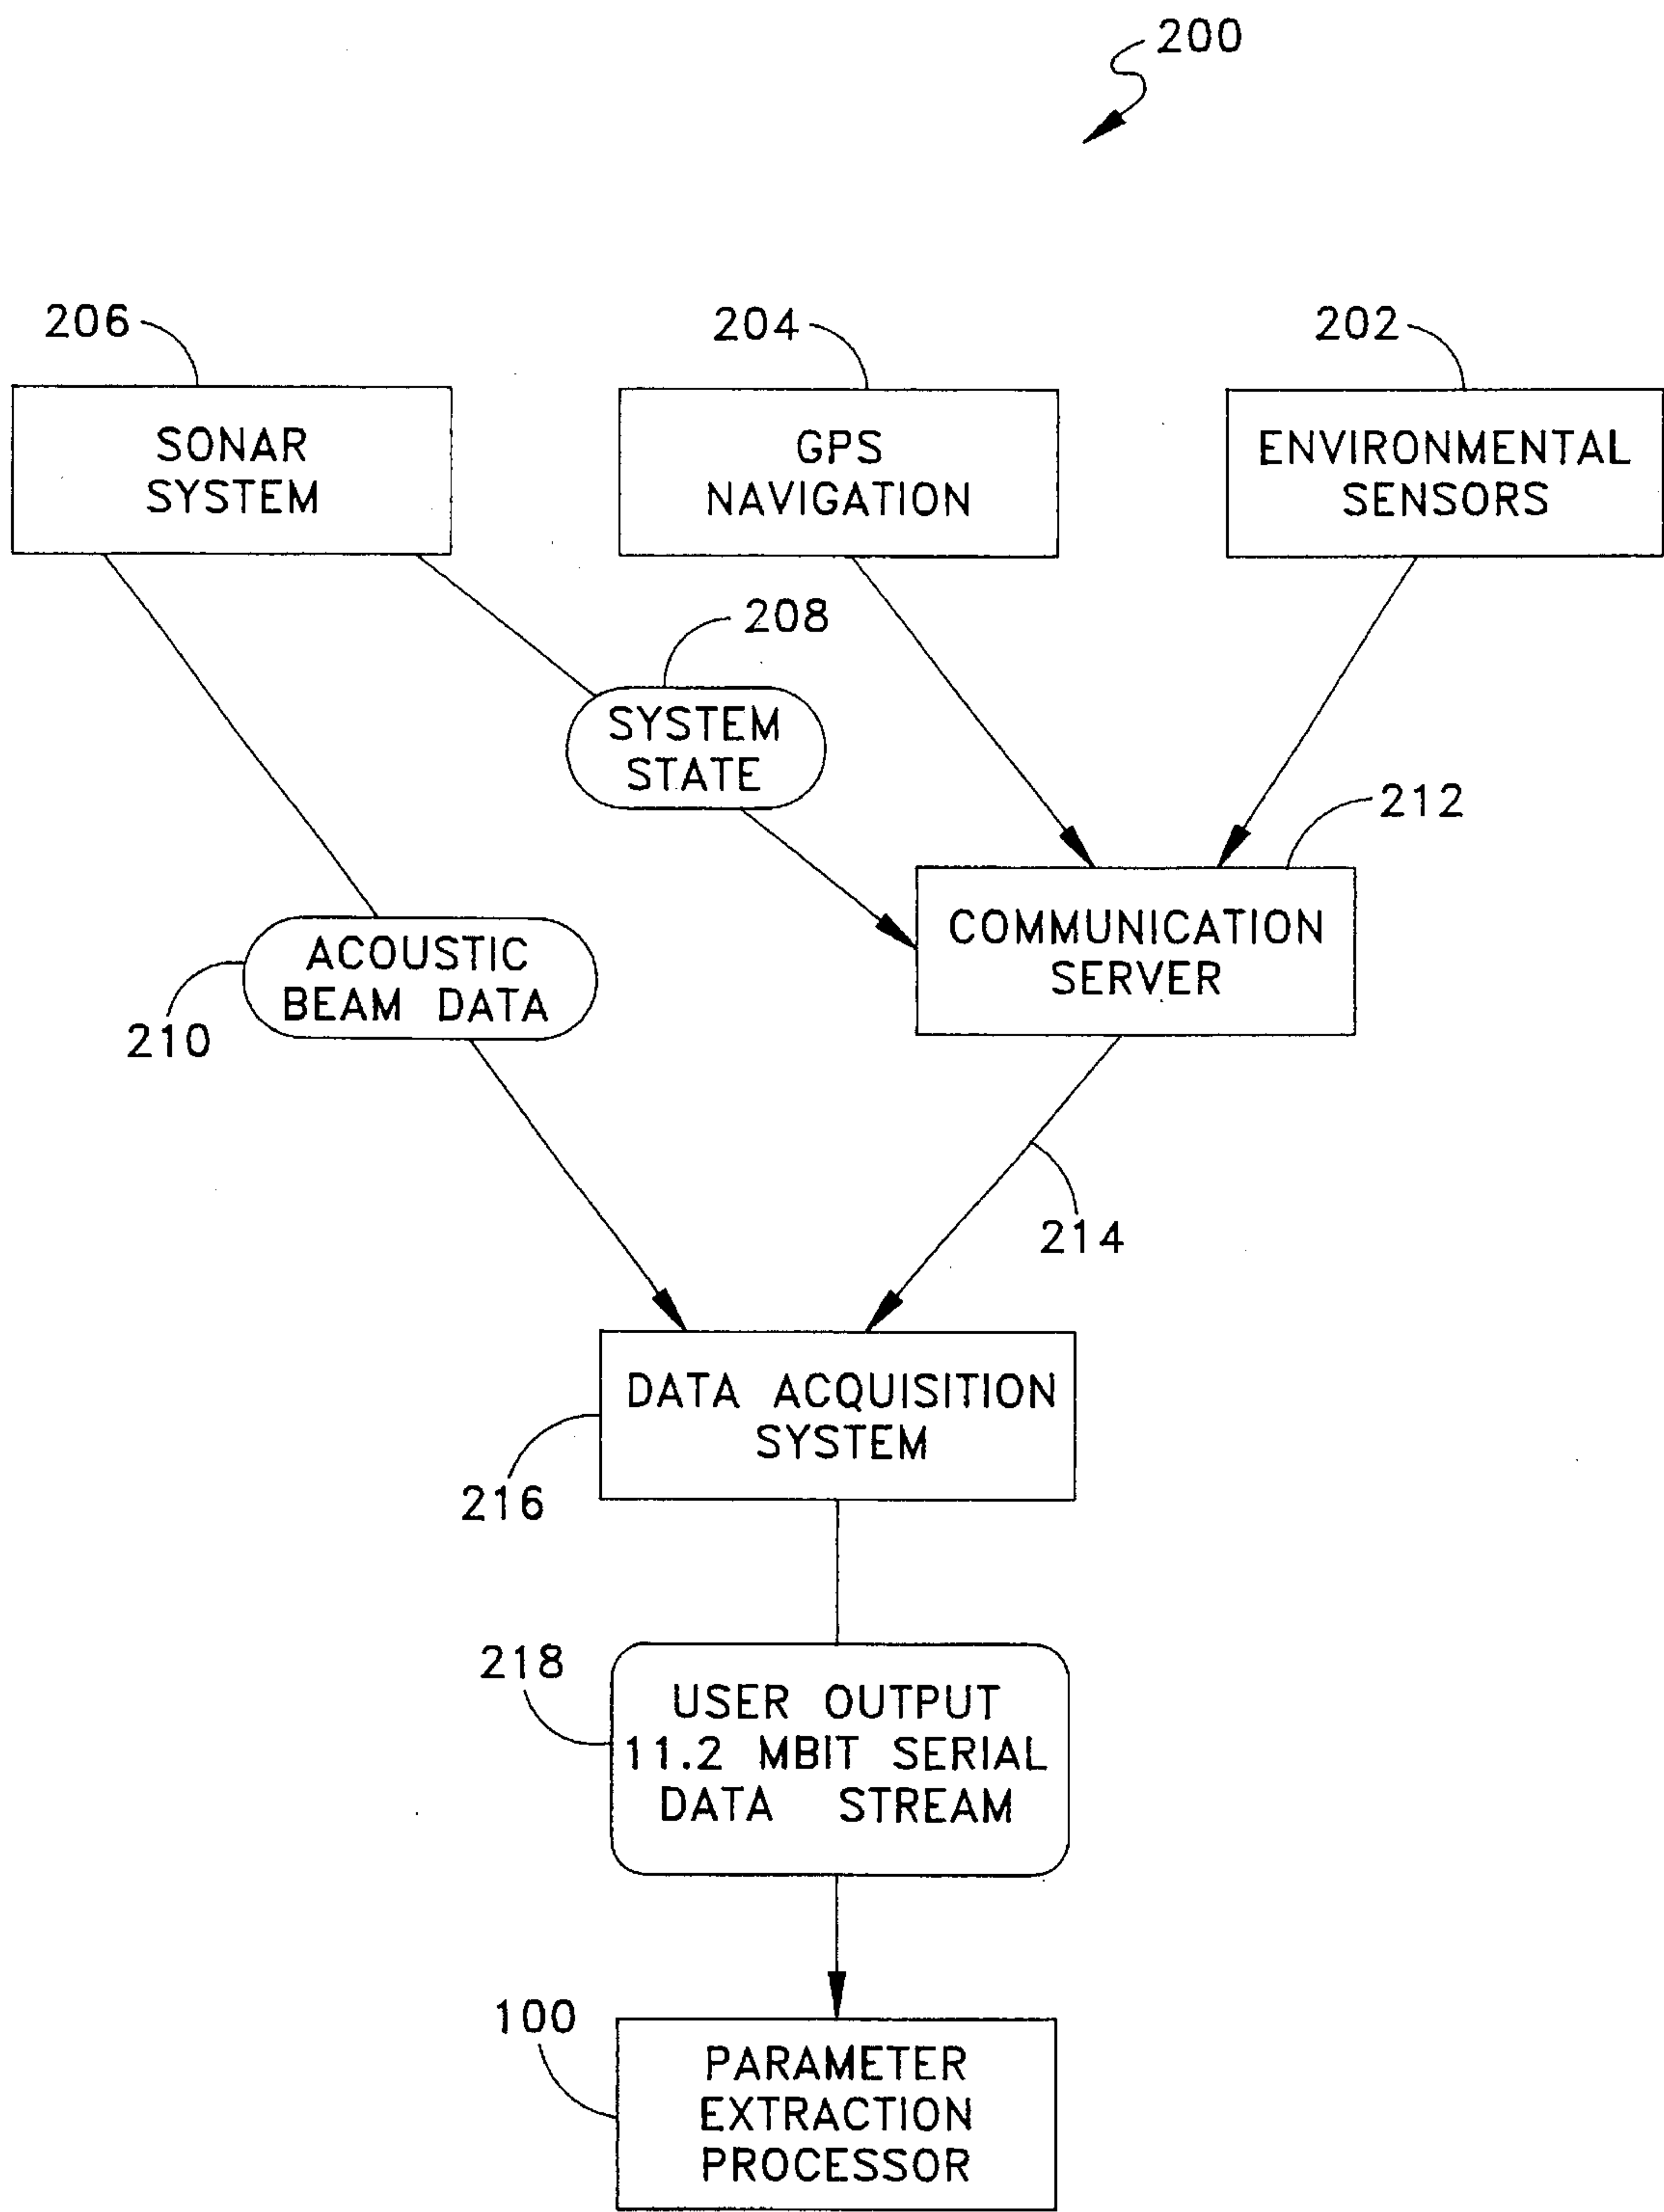 200
206
204
202
SONAR
SYSTEM
GPS
NAVIGATION
ENVIRONMENTAL
SENSORS
208
SYSTEM
STATE
212
COMMUNICATION
SERVER
ACOUSTIC
BEAM DATA
210
214
DATA ACQUISITION
SYSTEM
216
218
USER OUTPUT
11.2 MBIT SERIAL
DATA STREAM
100
PARAMETER
EXTRACTION
PROCESSOR